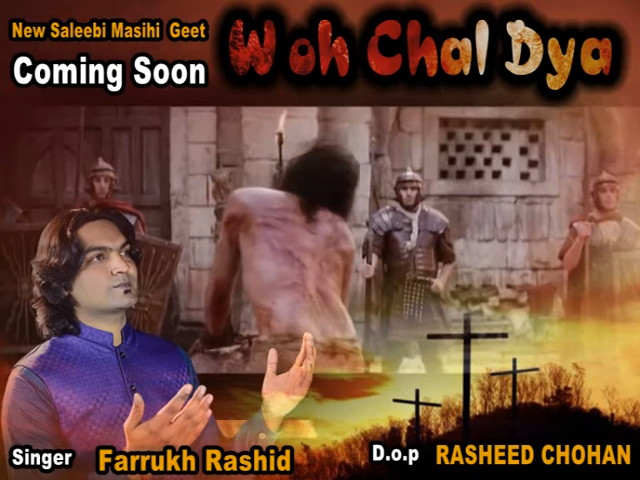 New Saleebi Masihi Geet
Coming Soon
Woh Chal Dya
Singer Farrukh Rashid
D.o.p RASHEED CHOHAN